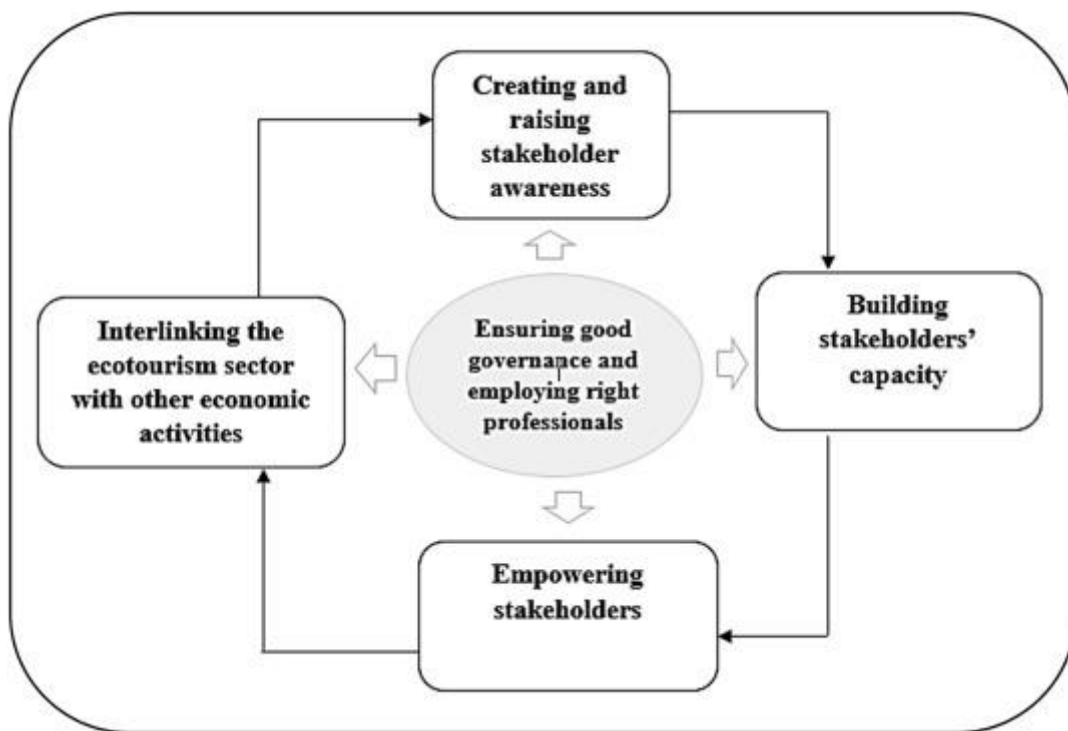 Creating and
raising
stakeholder
awareness
Interlinking the
ecotourism sector
with other economic
activities
Ensuring good
governance and
employing right
professionals
Building
stakeholders’
capacity
Empowering
stakeholders